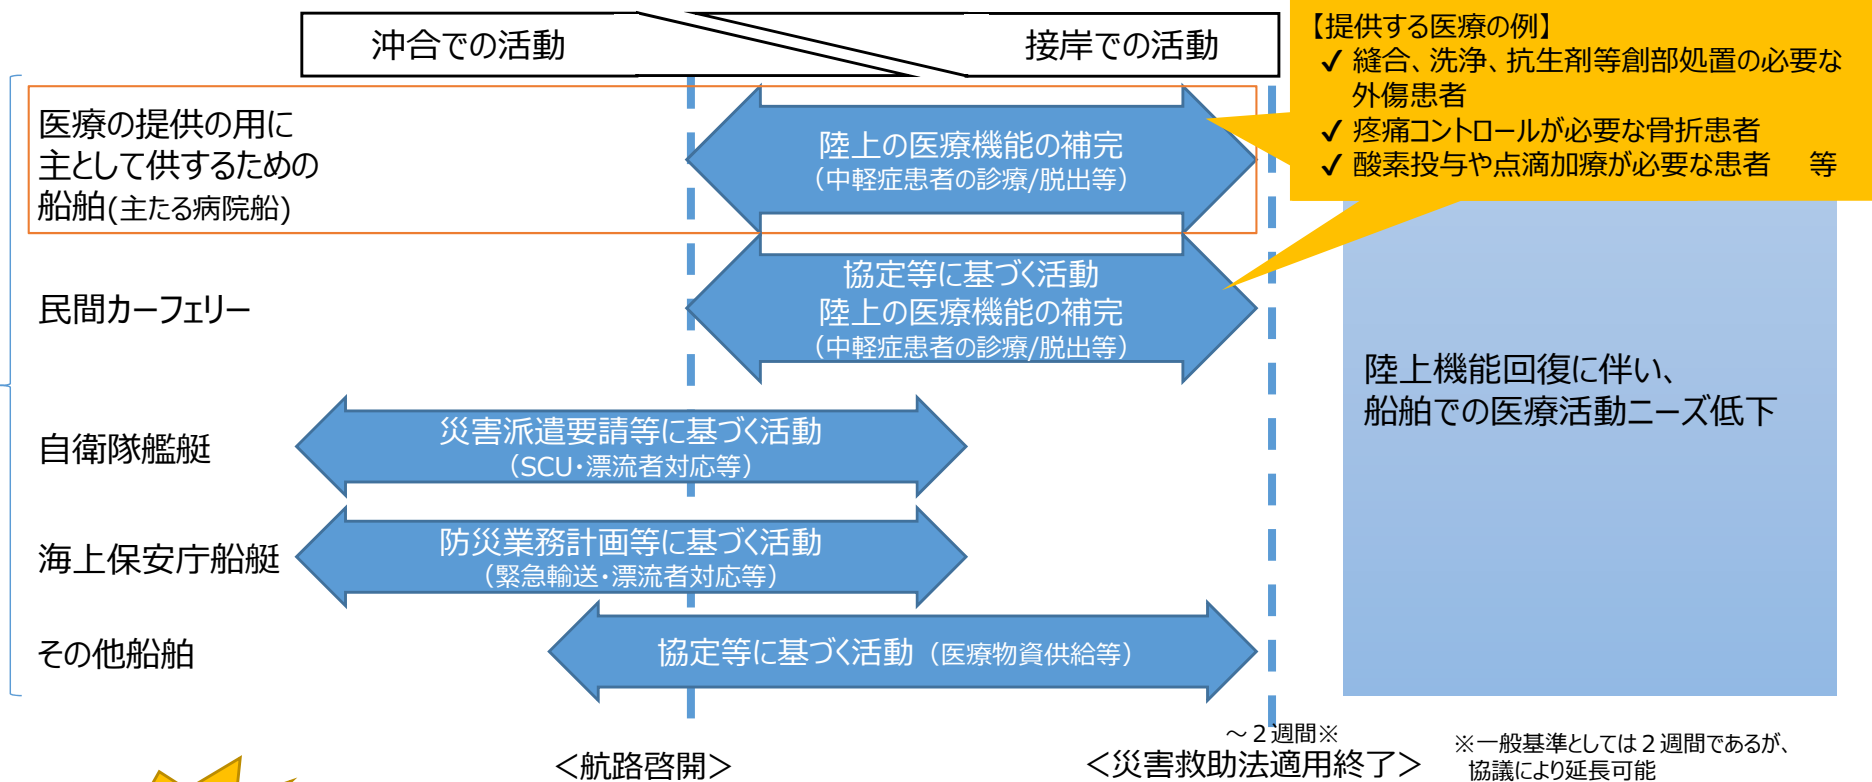 沖合での活動
接岸での活動
【提供する医療の例】
✓ 縫合、洗浄、抗生剤等創部処置の必要な
外傷患者
✓ 疼痛コントロールが必要な骨折患者
✓ 酸素投与や点滴加療が必要な患者　等
医療の提供の用に
主として供するための
船舶(主たる病院船)
陸上の医療機能の補完
（中軽症患者の診療/脱出等）
民間カーフェリー
協定等に基づく活動
陸上の医療機能の補完
（中軽症患者の診療/脱出等）
自衛隊艦艇
災害派遣要請等に基づく活動
（SCU・漂流者対応等）
海上保安庁船艇
防災業務計画等に基づく活動
（緊急輸送・漂流者対応等）
その他船舶
協定等に基づく活動（医療物資供給等）
陸上機能回復に伴い、
船舶での医療活動ニーズ低下
＜航路啓開＞
～２週間※
＜災害救助法適用終了＞
※一般基準としては２週間であるが、
協議により延長可能